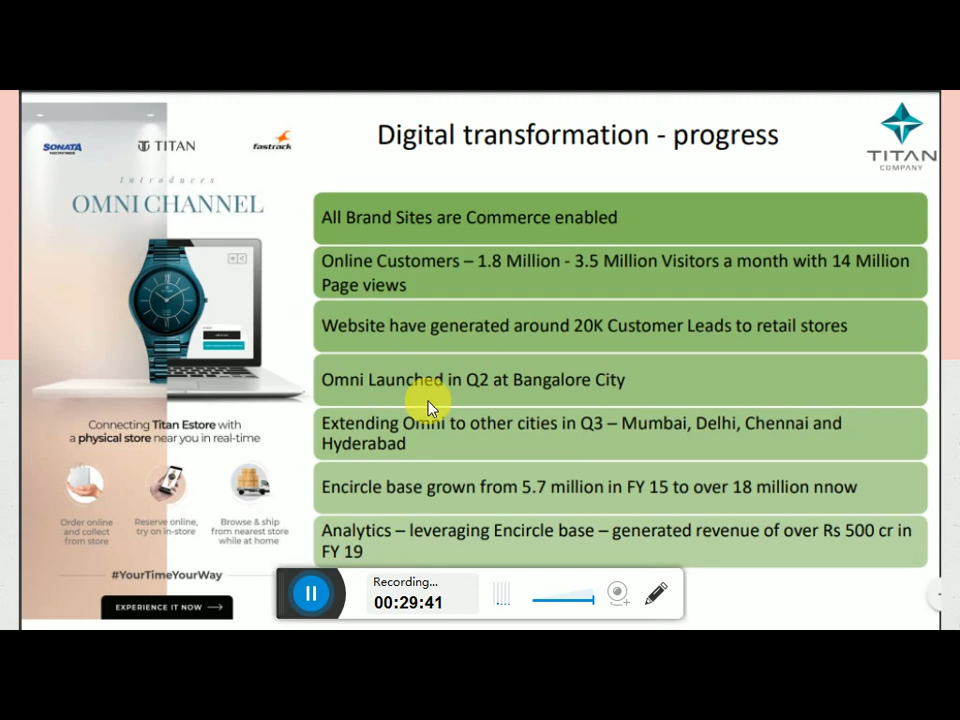 SONATA
TITAN
fastrack
Introduces
OMNI CHANNEL
Connecting Titan Estore with
a physical store near you in real-time
Order online
and collect
from store
Reserve online,
try on in-store
Browse & ship
from nearest store
while at home
#YourTimeYourWay
EXPERIENCE IT NOW
Digital transformation - progress
TITAN
COMPANY
All Brand Sites are Commerce enabled
Online Customers – 1.8 Million - 3.5 Million Visitors a month with 14 Million
Page views
Website have generated around 20K Customer Leads to retail stores
Omni Launched in Q2 at Bangalore City
Extending Omni to other cities in Q3 – Mumbai, Delhi, Chennai and
Hyderabad
Encircle base grown from 5.7 million in FY 15 to over 18 million nnow
Analytics – leveraging Encircle base – generated revenue of over Rs 500 cr in
FY 19
Recording...
00:29:41